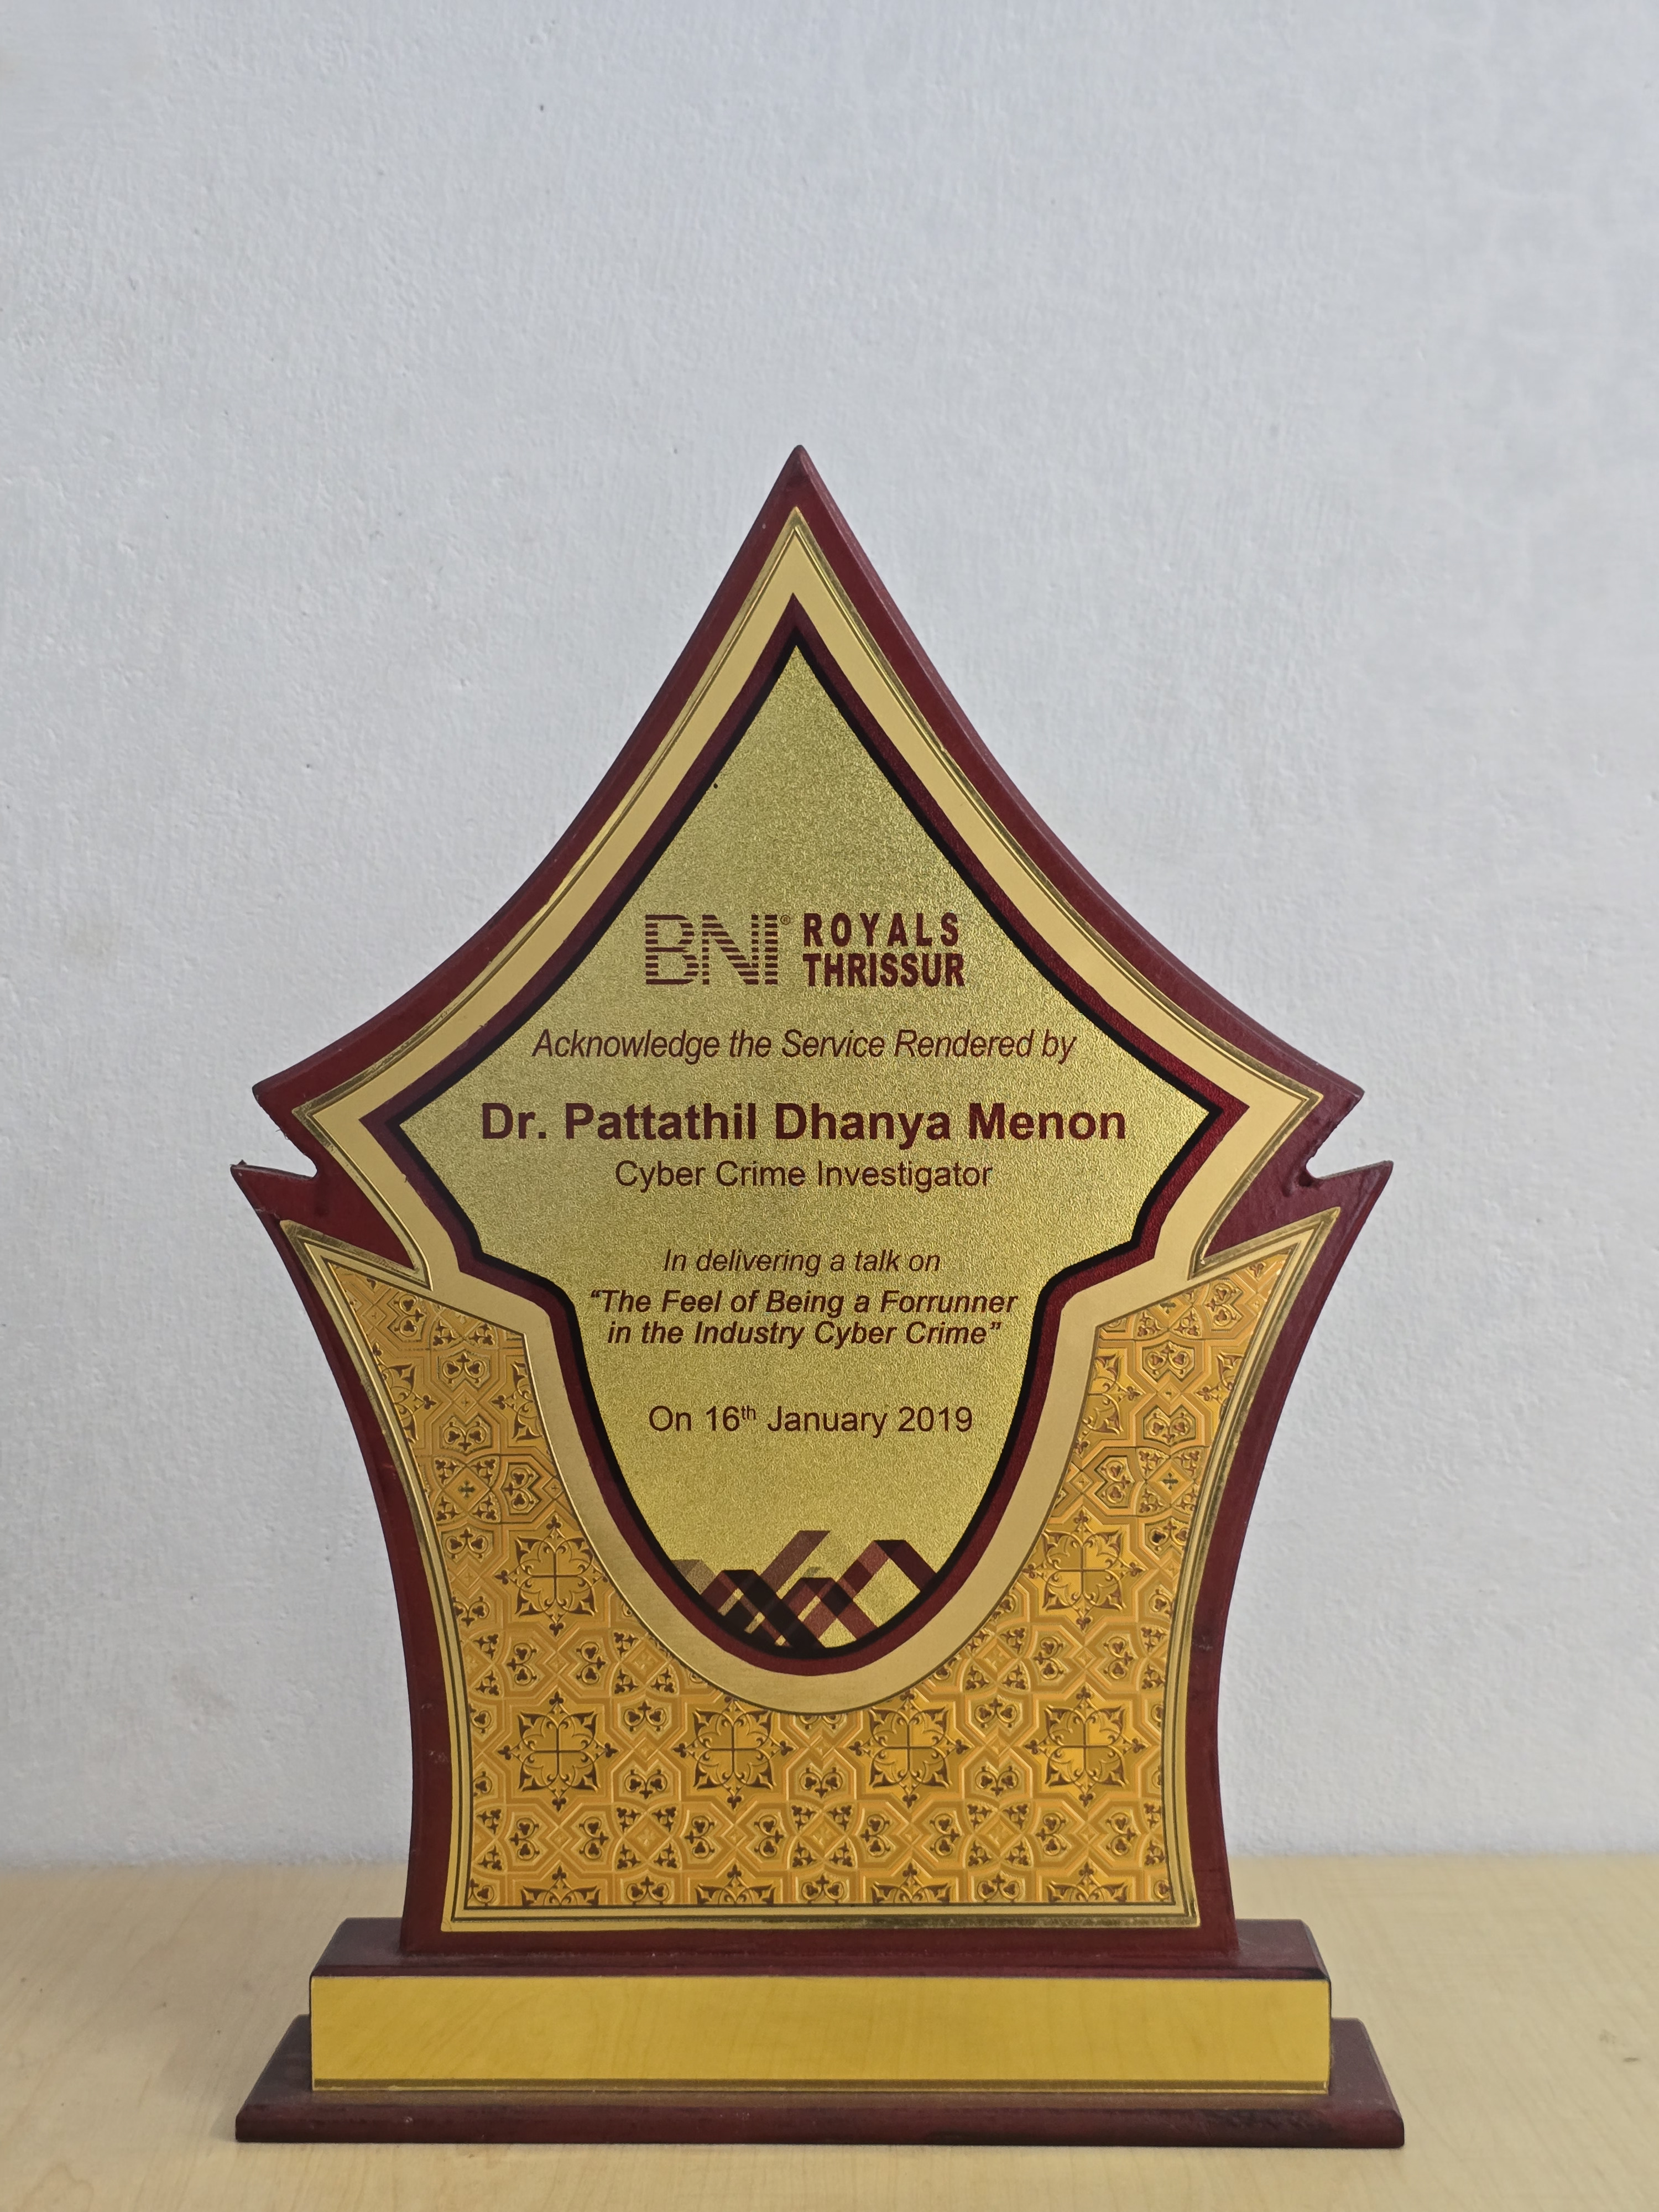 BNI® ROYALS
THRISSUR
Acknowledge the Service Rendered by
Dr. Pattathil Dhanya Menon
Cyber Crime Investigator
In delivering a talk on
“The Feel of Being a Forrunner
in the Industry Cyber Crime”
On 16th January 2019